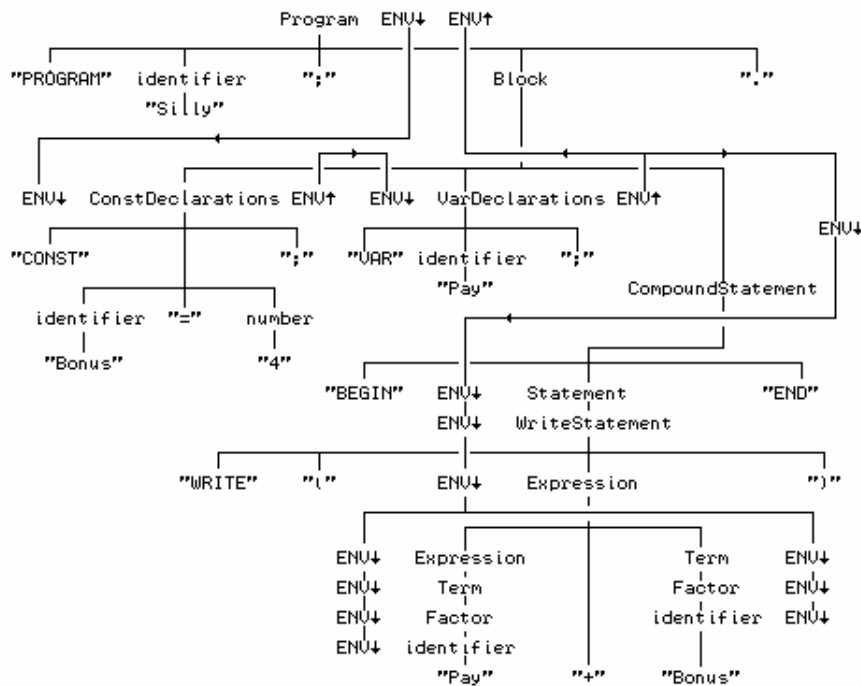 Program ENV↓ ENV↑
"PROGRAM" identifier ";" Block "."
"Silly"
ENV↓ ConstDeclarations ENV↑ ENV↓ VarDeclarations ENV↑
ENV↓
"CONST" ";" "VAR" identifier ";"
"Pay" CompoundStatement
identifier "=" number
"Bonus" "4"
"BEGIN" ENV↓ Statement "END"
ENV↓ WriteStatement
"WRITE" "(" ENV↓ Expression ")"
ENV↓ Expression Term ENV↓
ENV↓ Term Factor ENV↓
ENV↓ Factor identifier ENV↓
ENV↓ identifier
"Pay" "+" "Bonus"